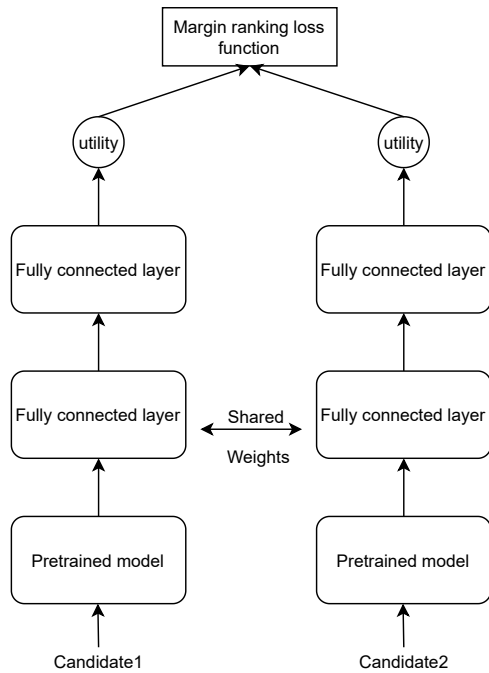 Margin ranking loss
function
utility
utility
Fully connected layer
Fully connected layer
Fully connected layer
Fully connected layer
Shared
Weights
Pretrained model
Pretrained model
Candidate1
Candidate2